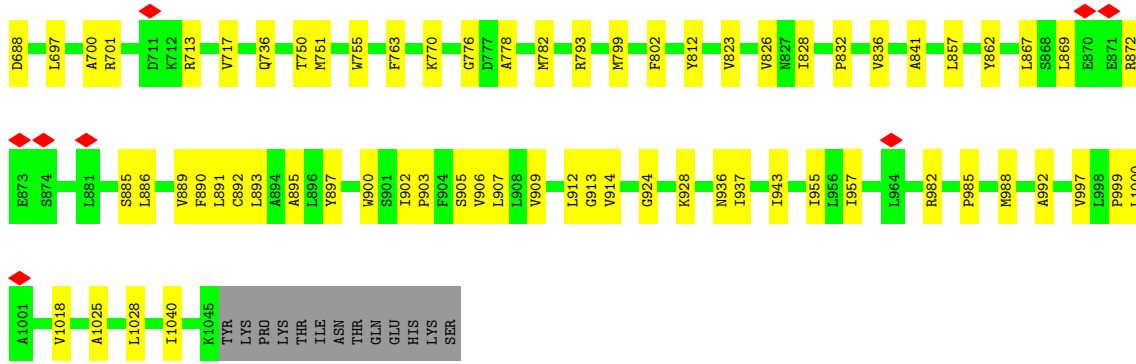 D688 L697 A700 R701 D711 K712 R713 V717 Q736 T750 M751 W755 F763 K770 G776 D777 A778 M782 R793 M799 F802 Y812 V823 V826 N827 I828 P832 V836 A841 L857 Y862 L867 S868 L869 E870 E871 R872
E873 S874 L881 S885 L886 V889 F890 L891 C892 L893 A894 A895 L896 Y897 W900 S901 I902 P903 F904 S905 V906 L907 L908 V909 L912 G913 V914 G924 K928 N936 I937 I943 I955 L956 I957 L964 R982 P985 M988 A992 V997 L998 P999
A1001 V1018 A1025 L1028 I1040 K1045 TYR LYS PRO LYS THR ILE ASN THR GLN GLU HIS LYS SER